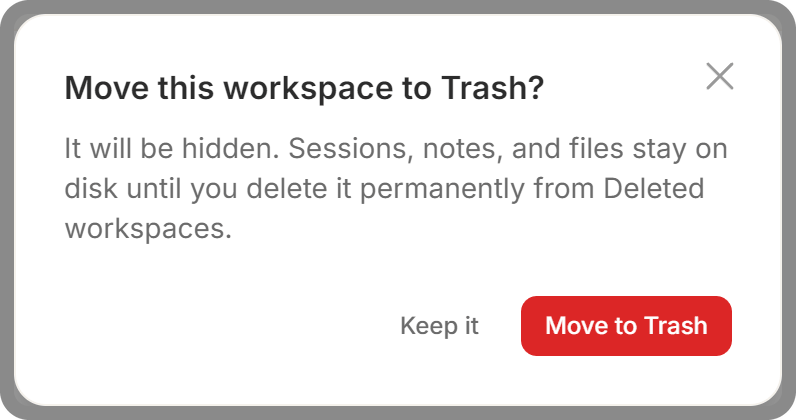 Move this workspace to Trash?
It will be hidden. Sessions, notes, and files stay on
disk until you delete it permanently from Deleted
workspaces.
Keep it
Move to Trash